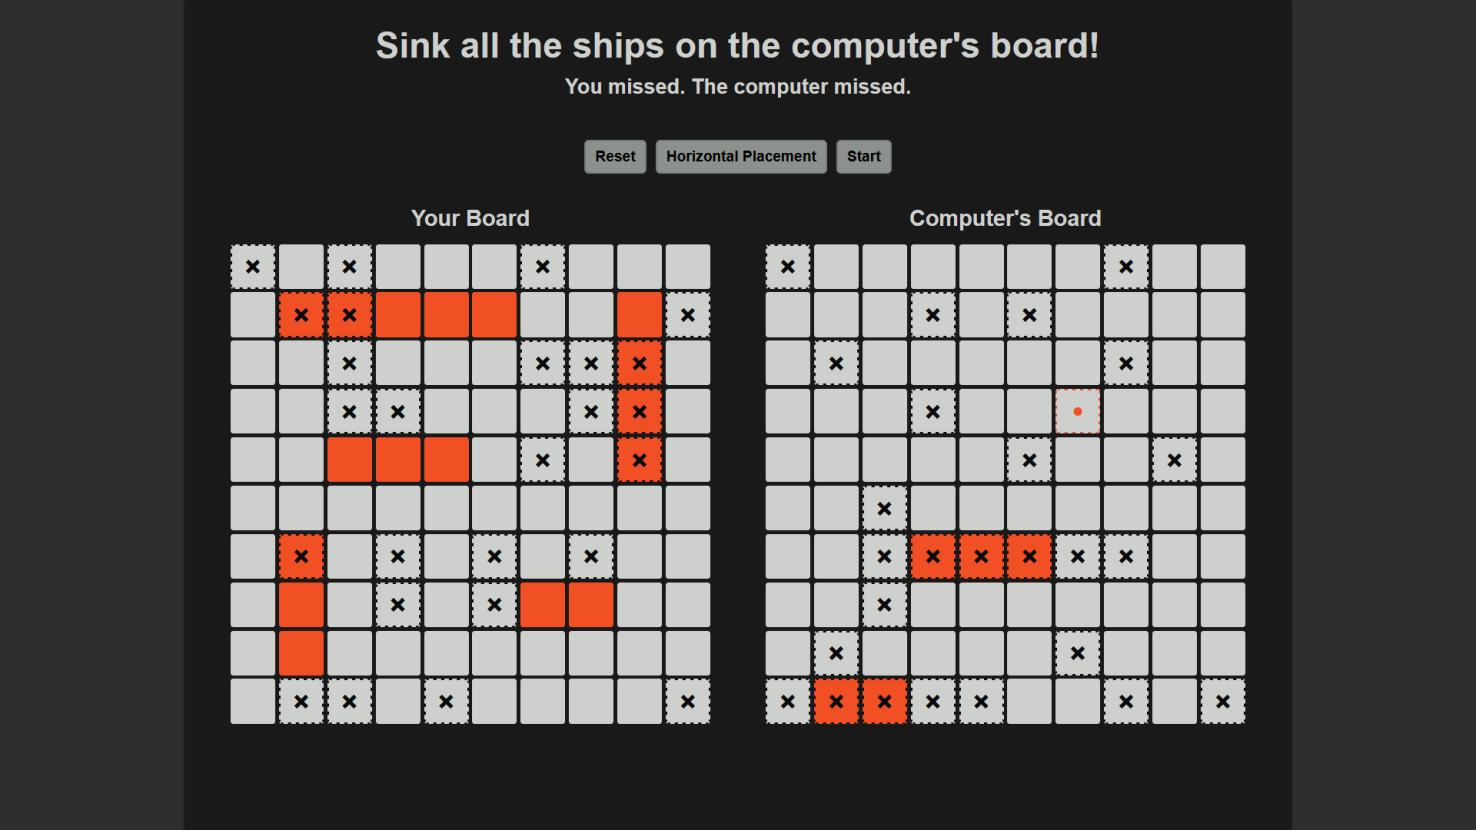 Sink all the ships on the computer's board!
You missed. The computer missed.
Reset Horizontal Placement Start
Your Board Computer's Board